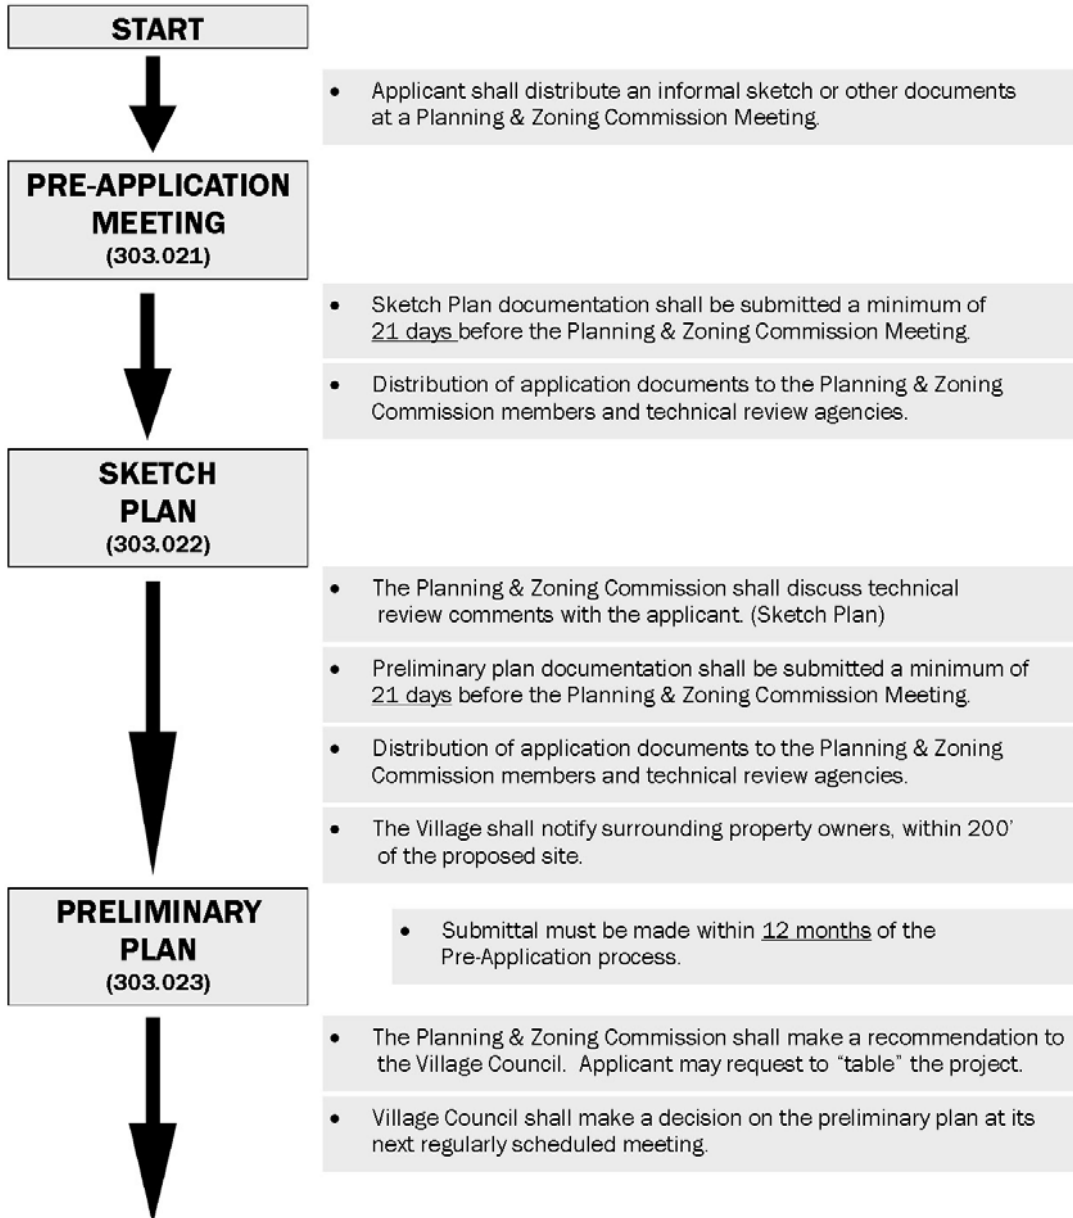 START
• Applicant shall distribute an informal sketch or other documents
at a Planning & Zoning Commission Meeting.
PRE-APPLICATION
MEETING
(303.021)
• Sketch Plan documentation shall be submitted a minimum of
21 days before the Planning & Zoning Commission Meeting.
• Distribution of application documents to the Planning & Zoning
Commission members and technical review agencies.
SKETCH
PLAN
(303.022)
• The Planning & Zoning Commission shall discuss technical
review comments with the applicant. (Sketch Plan)
• Preliminary plan documentation shall be submitted a minimum of
21 days before the Planning & Zoning Commission Meeting.
• Distribution of application documents to the Planning & Zoning
Commission members and technical review agencies.
• The Village shall notify surrounding property owners, within 200'
of the proposed site.
PRELIMINARY
PLAN
(303.023)
• Submittal must be made within 12 months of the
Pre-Application process.
• The Planning & Zoning Commission shall make a recommendation to
the Village Council. Applicant may request to “table” the project.
• Village Council shall make a decision on the preliminary plan at its
next regularly scheduled meeting.